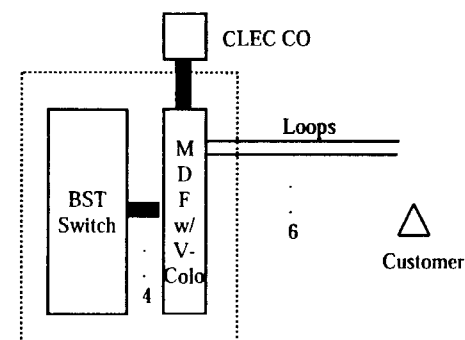 CLEC CO
Loops
M
D
F
w/
V-
Colo
BST
Switch
4
6
Customer